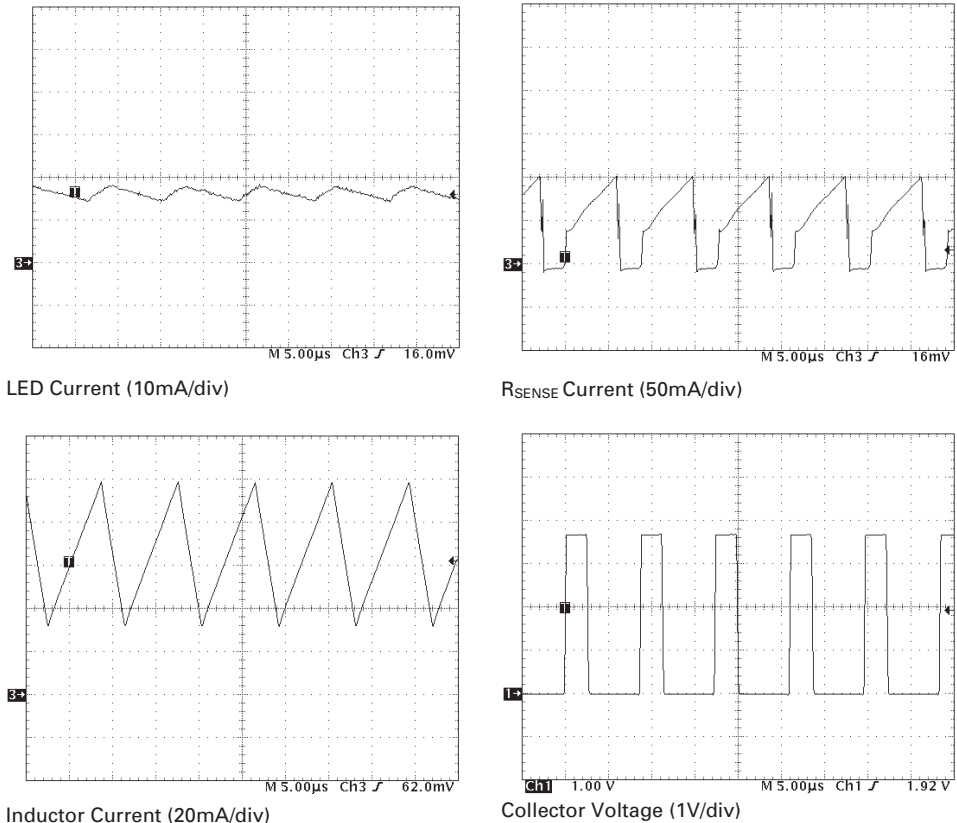 T
3→
M 5.00µs Ch3 ƒ 16.0mV
LED Current (10mA/div)
T
3→
M 5.00µs Ch3 ƒ 16mV
RSENSE Current (50mA/div)
T
3→
M 5.00µs Ch3 ƒ 62.0mV
Inductor Current (20mA/div)
T
1→
Ch1 1.00 V M 5.00µs Ch1 ƒ 1.92 V
Collector Voltage (1V/div)